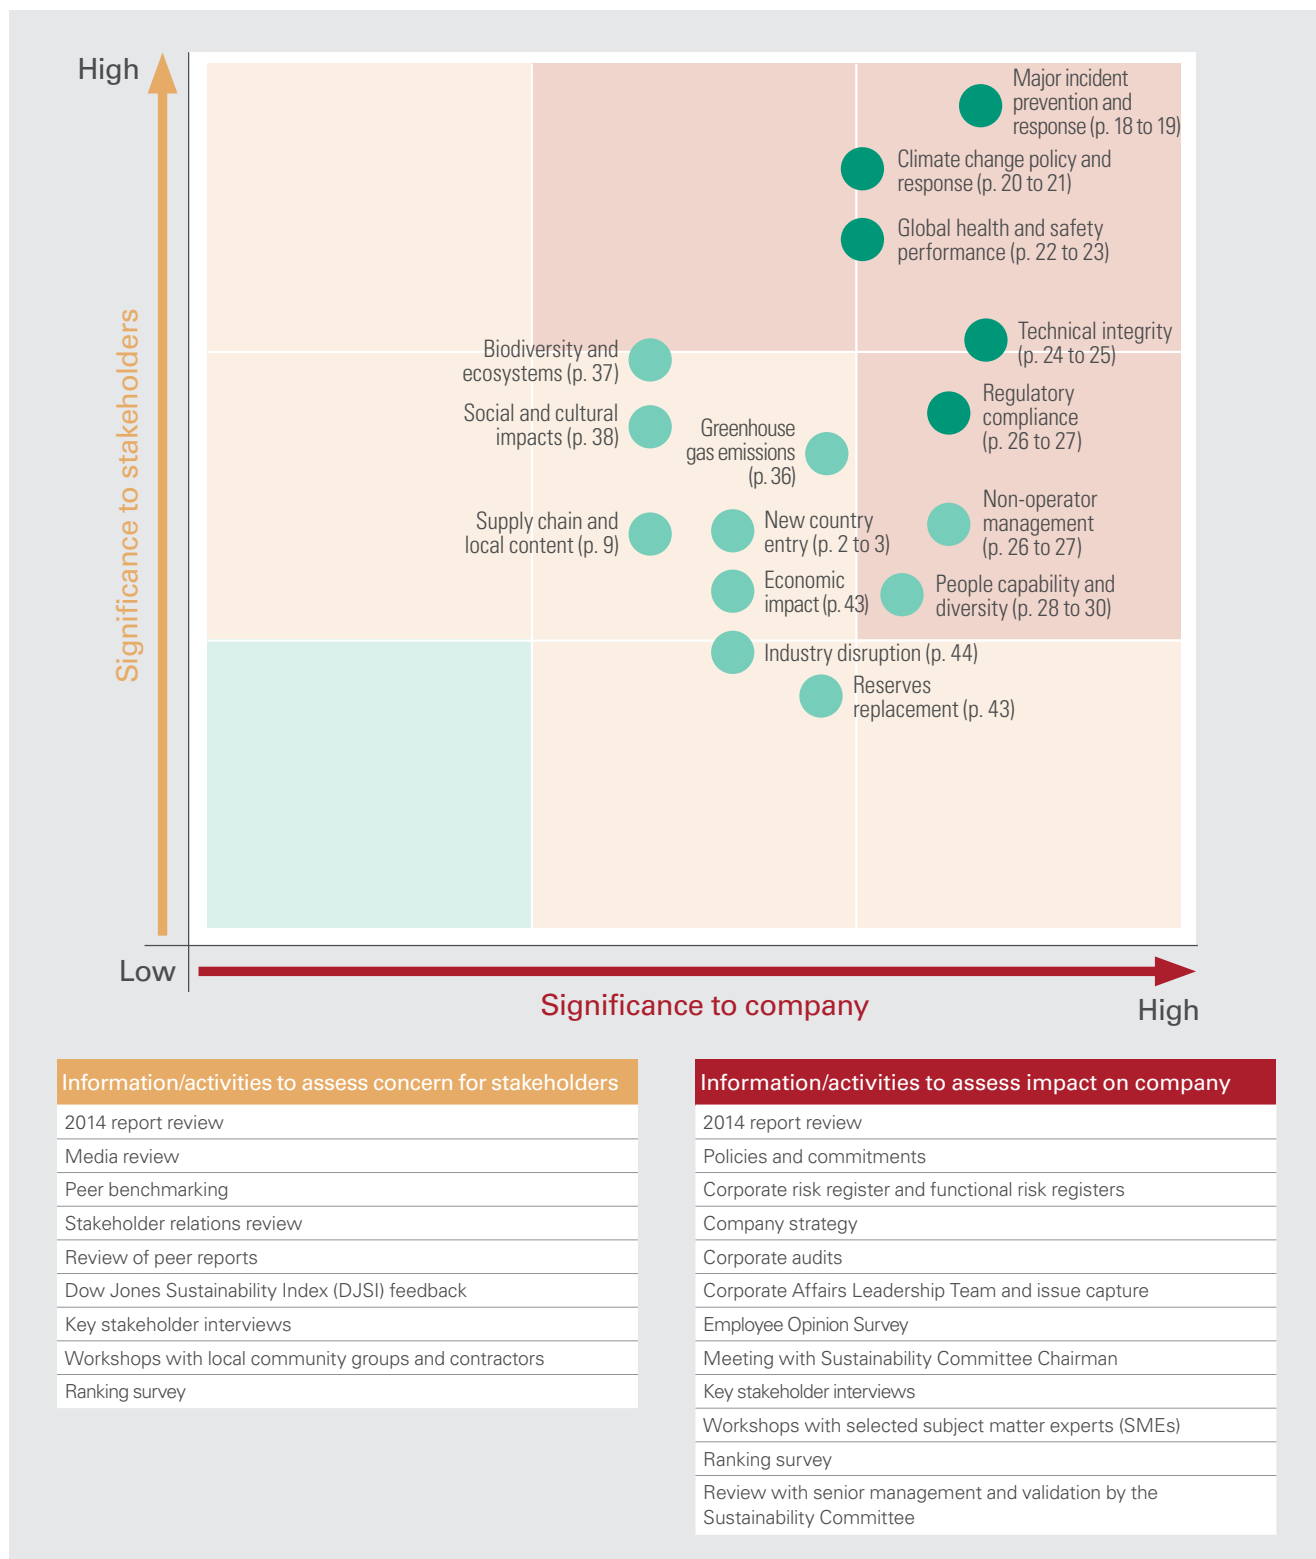 High
Major incident
prevention and
response (p. 18 to 19)
Climate change policy and
response (p. 20 to 21)
Global health and safety
performance (p. 22 to 23)
Technical integrity
(p. 24 to 25)
Biodiversity and
ecosystems (p. 37)
Regulatory
compliance
(p. 26 to 27)
Social and cultural
impacts (p. 38)
Greenhouse
gas emissions
(p. 36)
Non-operator
management
(p. 26 to 27)
Supply chain and
local content (p. 9)
New country
entry (p. 2 to 3)
Economic
impact (p. 43)
People capability and
diversity (p. 28 to 30)
Industry disruption (p. 44)
Reserves
replacement (p. 43)
Significance to stakeholders
Low
Significance to company
High
Information/activities to assess concern for stakeholders
2014 report review
Media review
Peer benchmarking
Stakeholder relations review
Review of peer reports
Dow Jones Sustainability Index (DJSI) feedback
Key stakeholder interviews
Workshops with local community groups and contractors
Ranking survey
Information/activities to assess impact on company
2014 report review
Policies and commitments
Corporate risk register and functional risk registers
Company strategy
Corporate audits
Corporate Affairs Leadership Team and issue capture
Employee Opinion Survey
Meeting with Sustainability Committee Chairman
Key stakeholder interviews
Workshops with selected subject matter experts (SMEs)
Ranking survey
Review with senior management and validation by the
Sustainability Committee